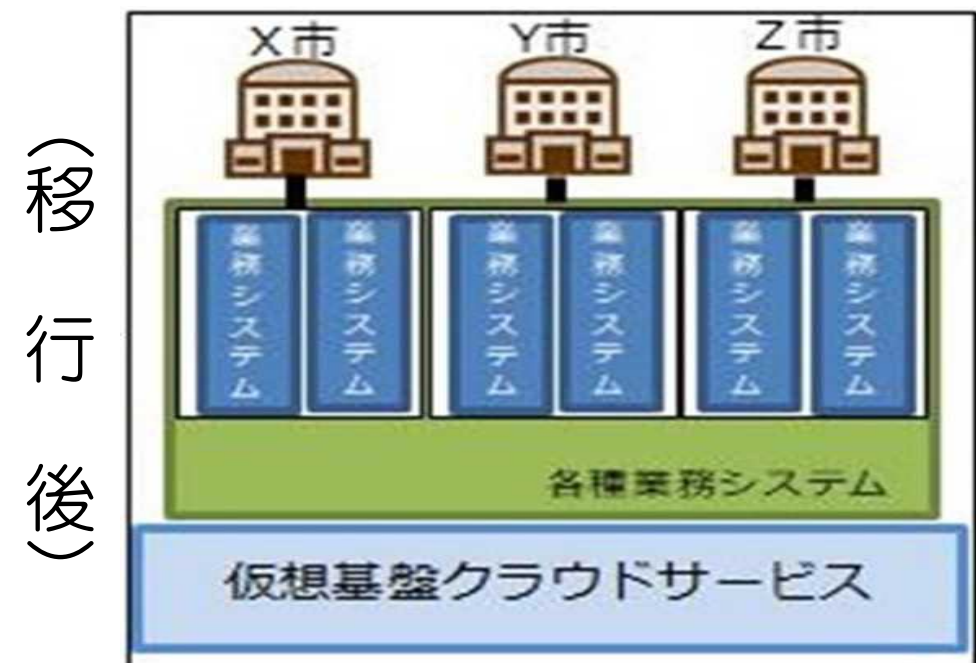 (移行後)
X市
Y市
Z市
業務システム
業務システム
業務システム
業務システム
業務システム
業務システム
各種業務システム
仮想基盤クラウドサービス